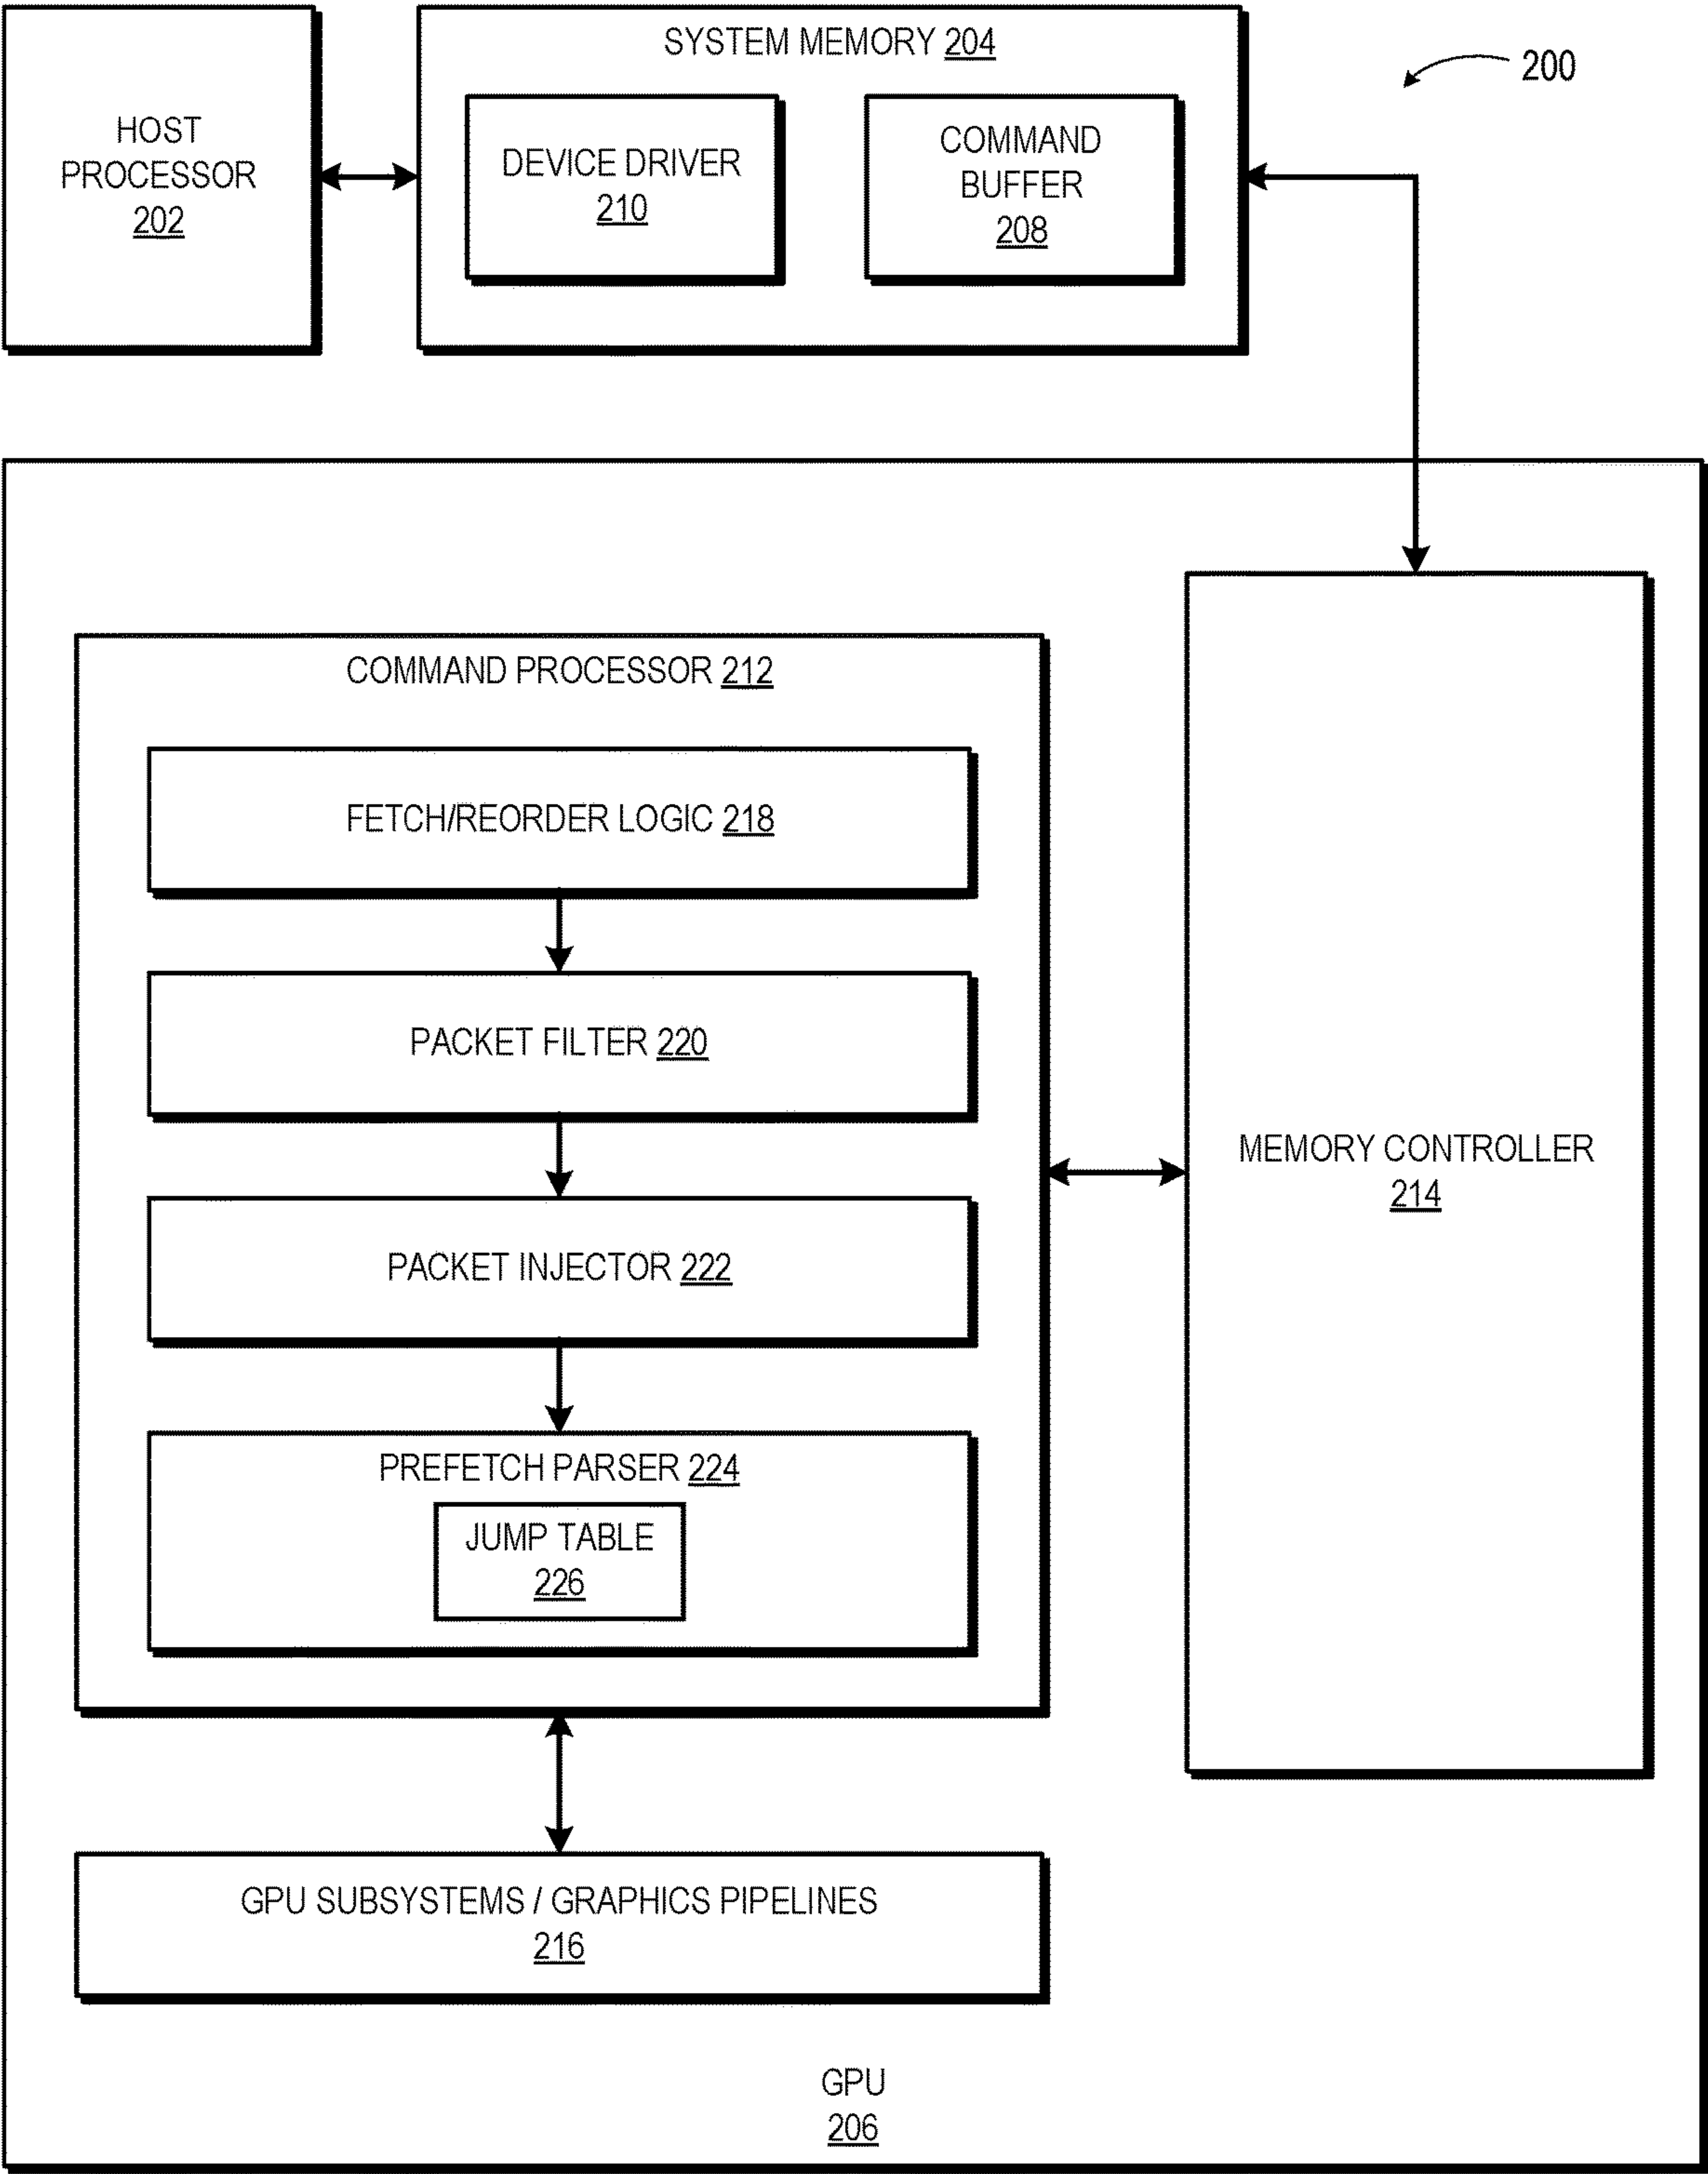 HOST
PROCESSOR
202
SYSTEM MEMORY 204
DEVICE DRIVER
210
COMMAND
BUFFER
208
200
COMMAND PROCESSOR 212
FETCH/REORDER LOGIC 218
PACKET FILTER 220
PACKET INJECTOR 222
PREFETCH PARSER 224
JUMP TABLE
226
MEMORY CONTROLLER
214
GPU SUBSYSTEMS / GRAPHICS PIPELINES
216
GPU
206